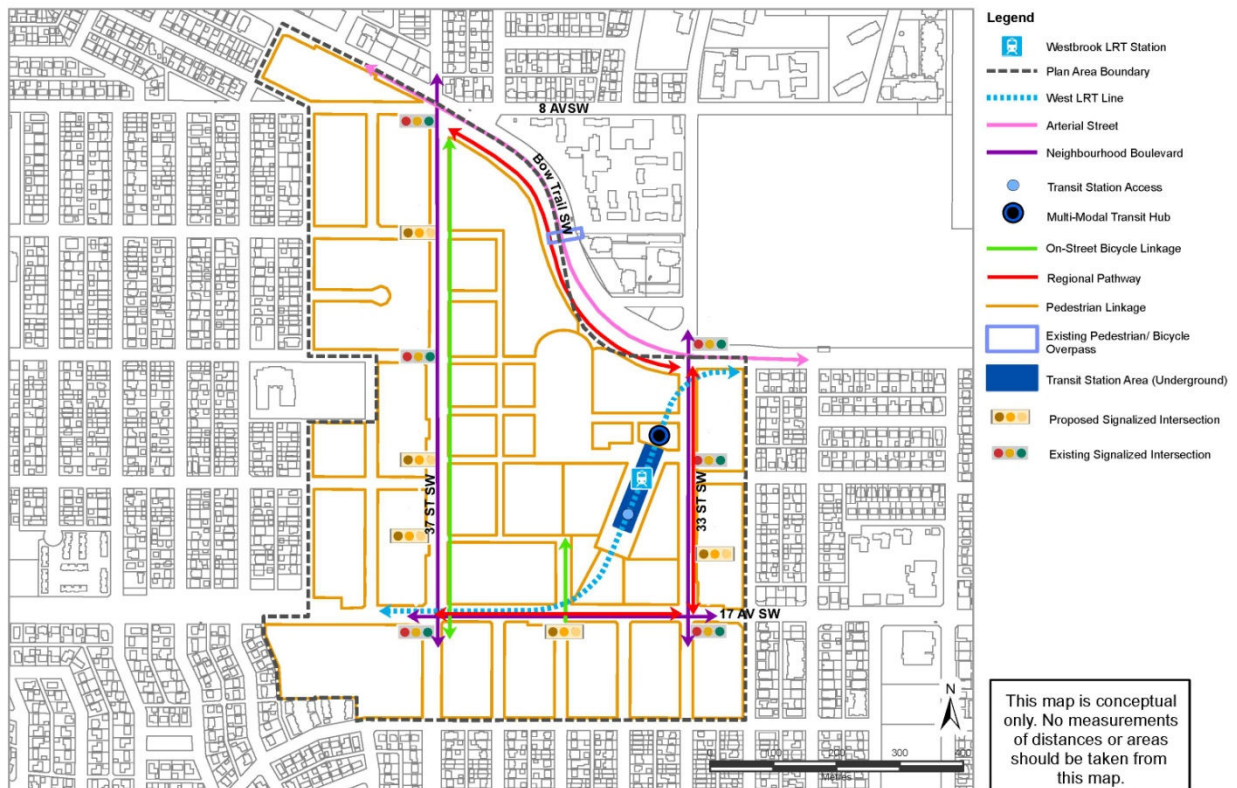 8 AVSW
Bow Trail SW
37 ST SW
33 ST SW
17 AV SW
N
0 100 200 300 400
Metres
Legend
Westbrook LRT Station
Plan Area Boundary
West LRT Line
Arterial Street
Neighbourhood Boulevard
Transit Station Access
Multi-Modal Transit Hub
On-Street Bicycle Linkage
Regional Pathway
Pedestrian Linkage
Existing Pedestrian/ Bicycle
Overpass
Transit Station Area (Underground)
Proposed Signalized Intersection
Existing Signalized Intersection
This map is conceptual
only. No measurements
of distances or areas
should be taken from
this map.